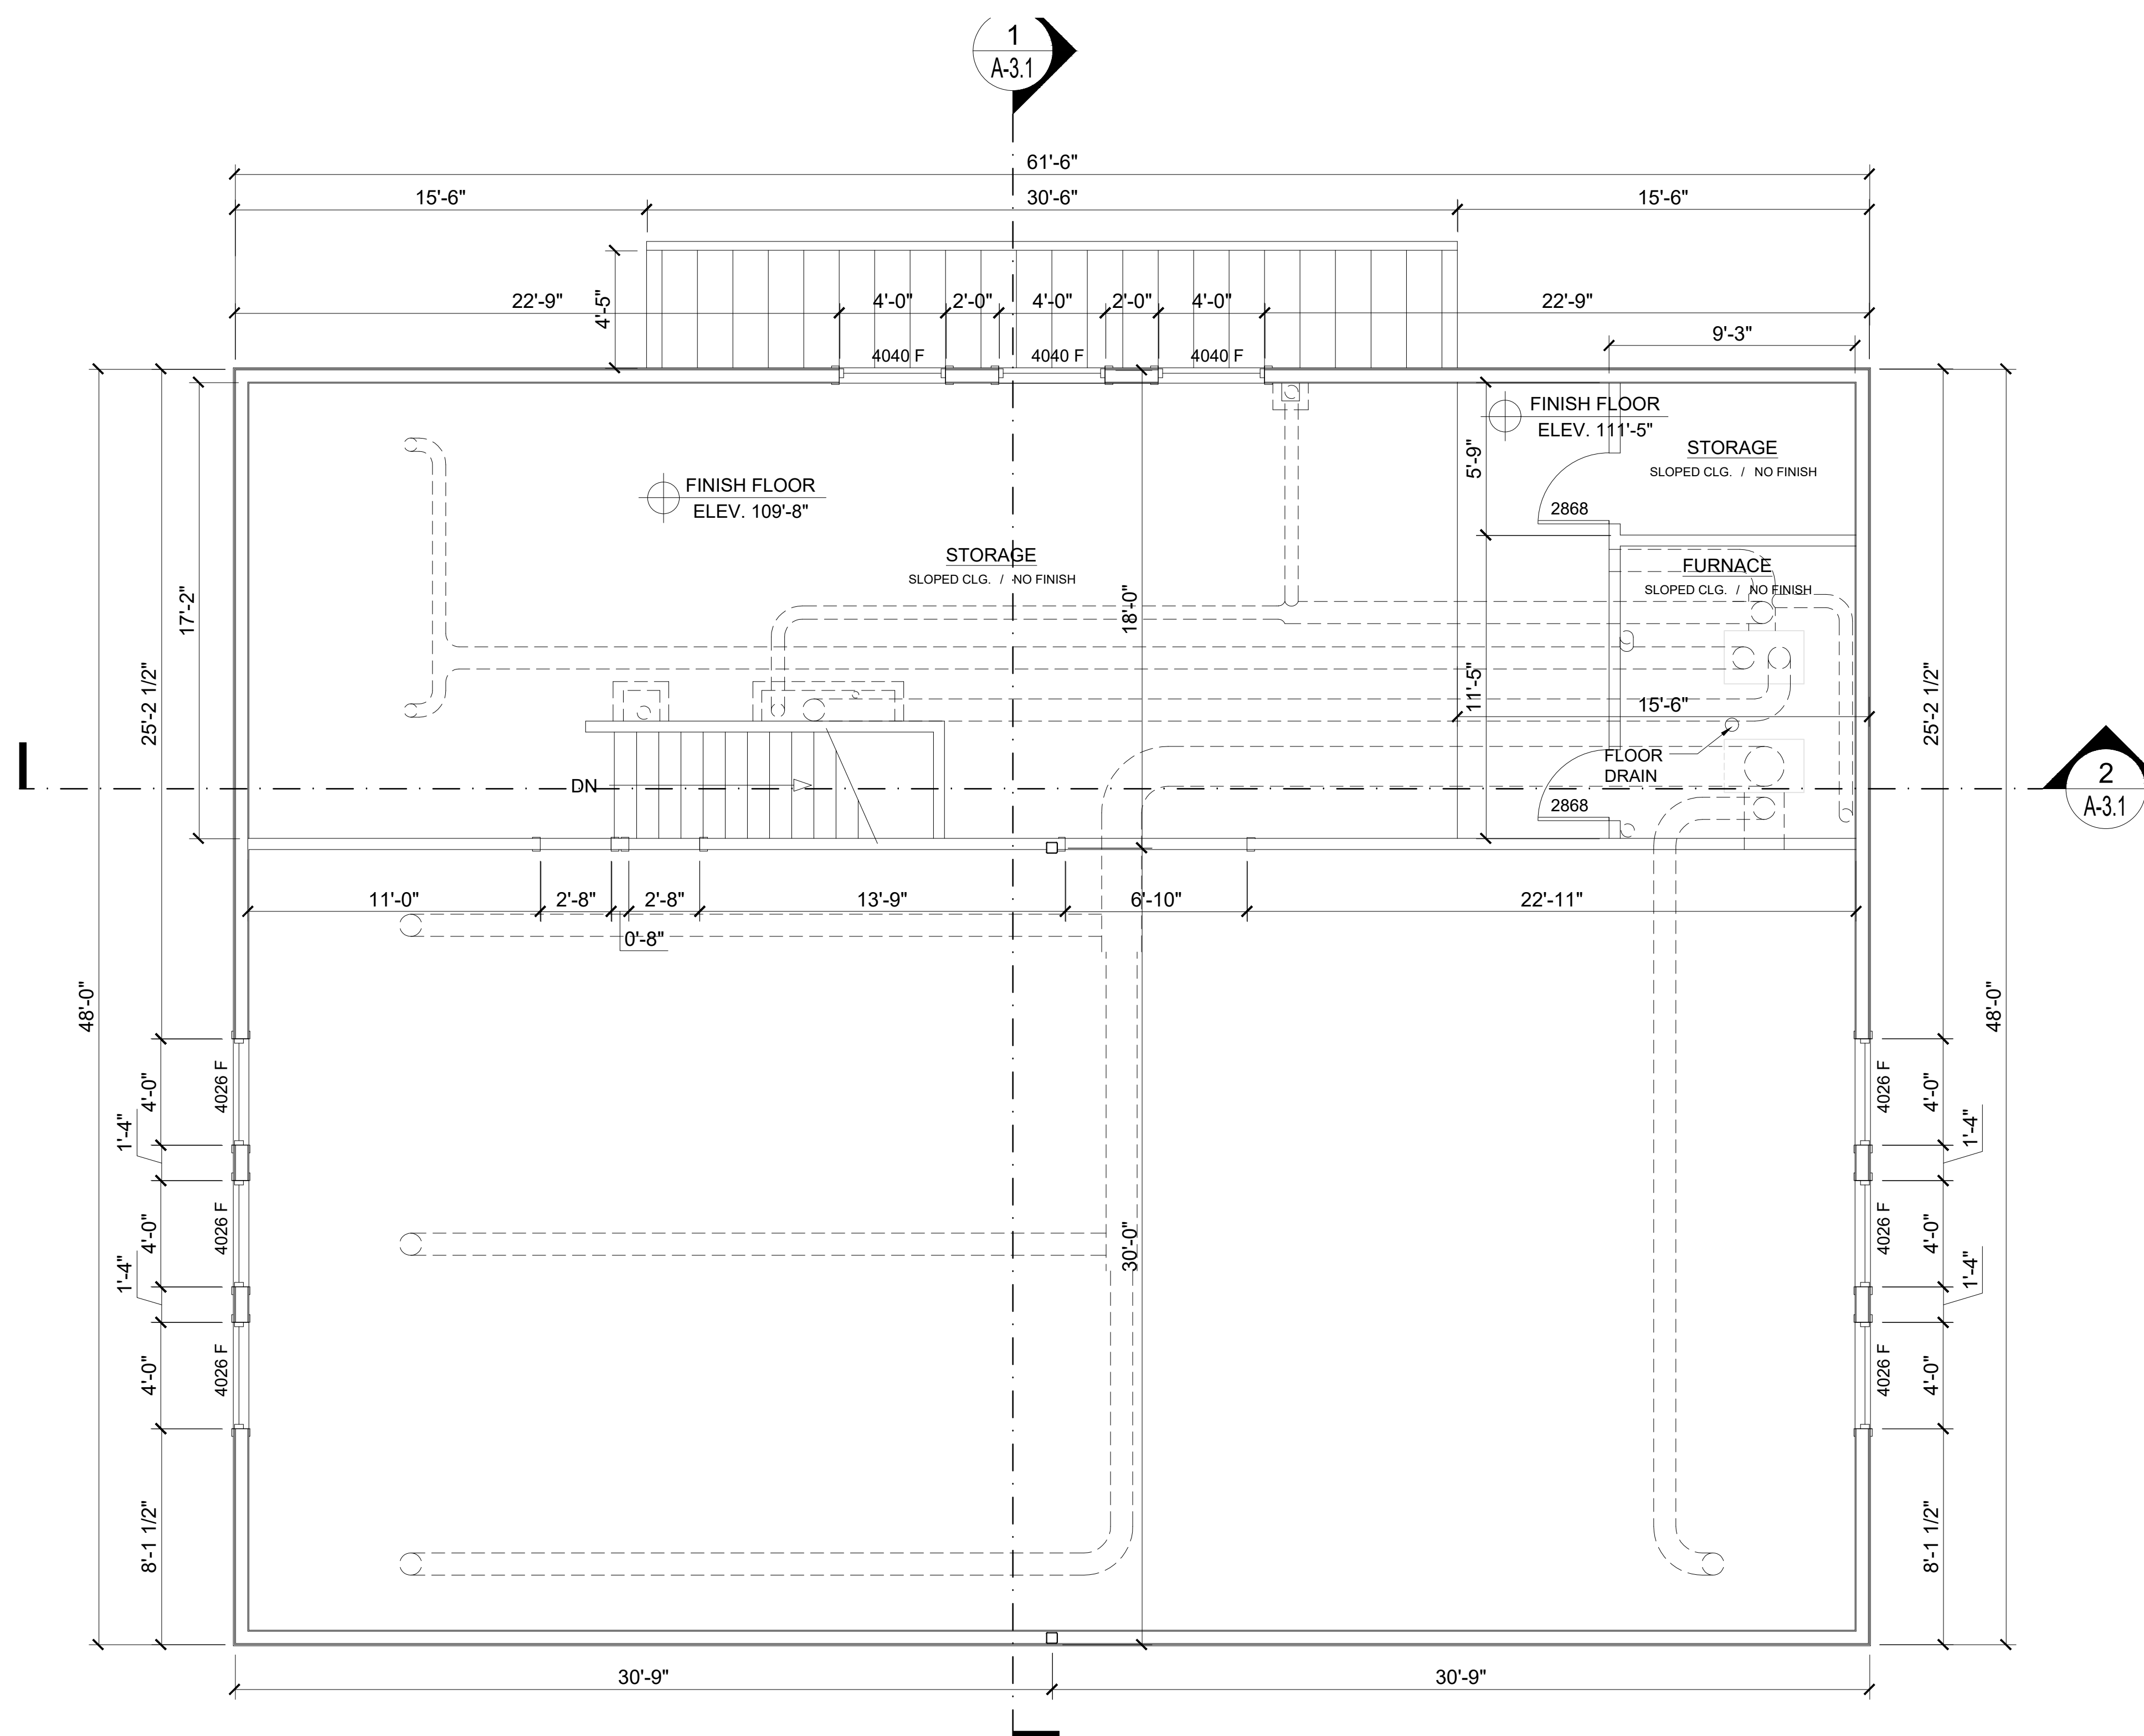 1
A-3.1
61'-6"
15'-6"
30'-6"
15'-6"
4'-5"
22'-9"
4'-0"
2'-0"
4'-0"
2'-0"
4'-0"
22'-9"
9'-3"
4040 F
4040 F
4040 F
FINISH FLOOR
ELEV. 111'-5"
STORAGE
SLOPED CLG. / NO FINISH
5'-9"
FINISH FLOOR
ELEV. 109'-8"
2868
STORAGE
SLOPED CLG. / NO FINISH
FURNACE
SLOPED CLG. / NO FINISH
17'-2"
18'-0"
25'-2 1/2"
11'-5"
15'-6"
25'-2 1/2"
FLOOR
DRAIN
DN
2868
2
A-3.1
11'-0"
2'-8"
2'-8"
13'-9"
6'-10"
22'-11"
0'-8"
48'-0"
48'-0"
4'-0"
4026 F
4026 F
4'-0"
1'-4"
1'-4"
4'-0"
4026 F
30'-0"
4026 F
4'-0"
1'-4"
1'-4"
4'-0"
4026 F
4026 F
4'-0"
8'-1 1/2"
8'-1 1/2"
30'-9"
30'-9"